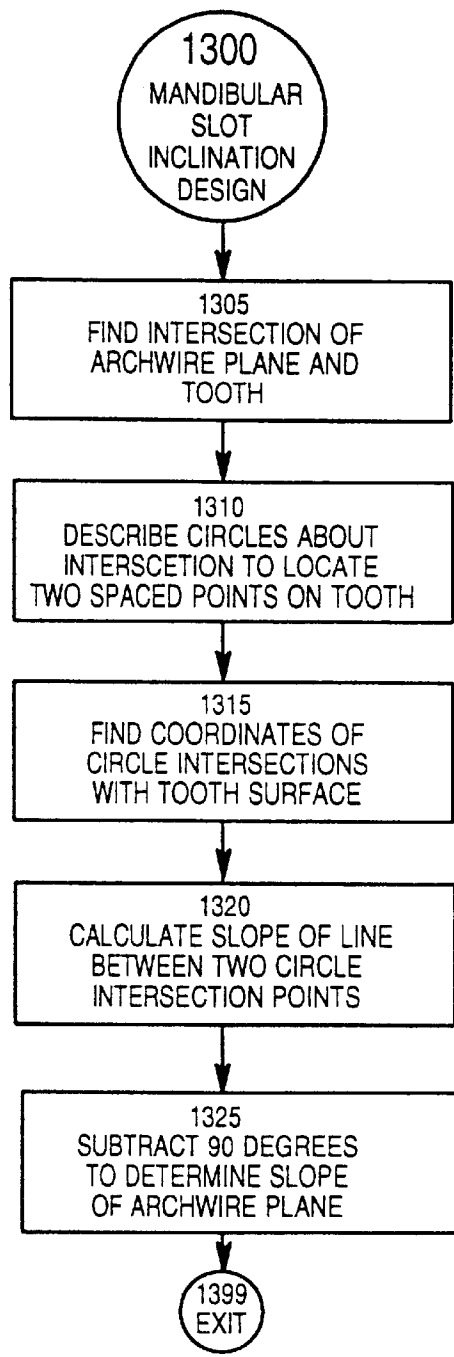 1300
MANDIBULAR
SLOT
INCLINATION
DESIGN
1305
FIND INTERSECTION OF
ARCHWIRE PLANE AND
TOOTH
1310
DESCRIBE CIRCLES ABOUT
INTERSCETION TO LOCATE
TWO SPACED POINTS ON TOOTH
1315
FIND COORDINATES OF
CIRCLE INTERSECTIONS
WITH TOOTH SURFACE
1320
CALCULATE SLOPE OF LINE
BETWEEN TWO CIRCLE
INTERSECTION POINTS
1325
SUBTRACT 90 DEGREES
TO DETERMINE SLOPE
OF ARCHWIRE PLANE
1399
EXIT